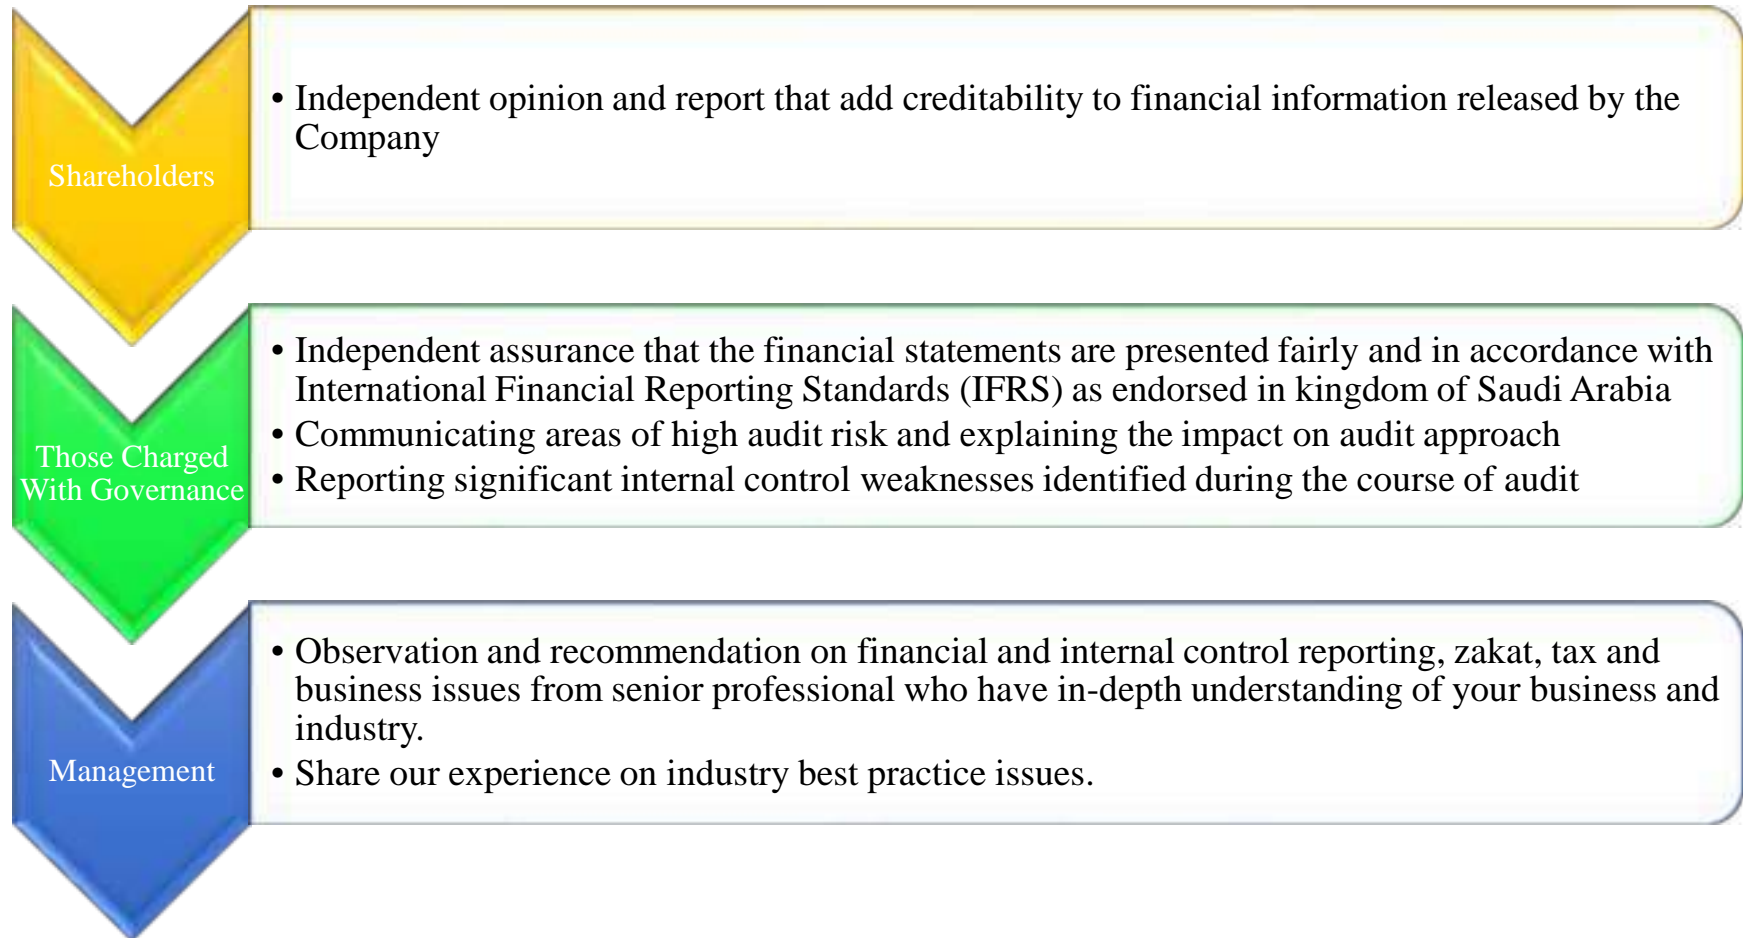 Shareholders
• Independent opinion and report that add creditability to financial information released by the
Company
Those Charged
With Governance
• Independent assurance that the financial statements are presented fairly and in accordance with
International Financial Reporting Standards (IFRS) as endorsed in kingdom of Saudi Arabia
• Communicating areas of high audit risk and explaining the impact on audit approach
• Reporting significant internal control weaknesses identified during the course of audit
Management
• Observation and recommendation on financial and internal control reporting, zakat, tax and
business issues from senior professional who have in-depth understanding of your business and
industry.
• Share our experience on industry best practice issues.